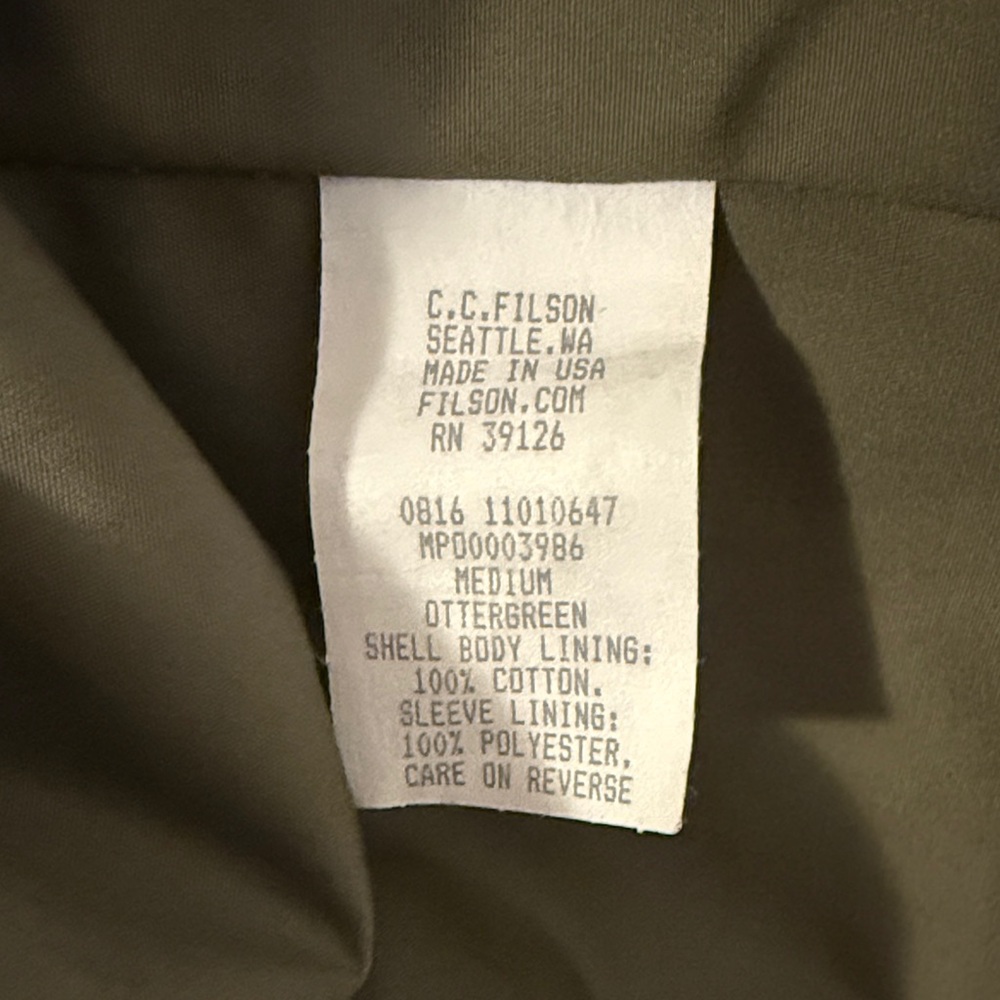 C.C.FILSON
SEATTLE.WA
MADE IN USA
FILSON.COM
RN 39126
0816 11010647
MPO0003986
MEDIUM
OTTERGREEN
SHELL BODY LINING:
100% COTTON.
SLEEVE LINING:
100% POLYESTER.
CARE ON REVERSE